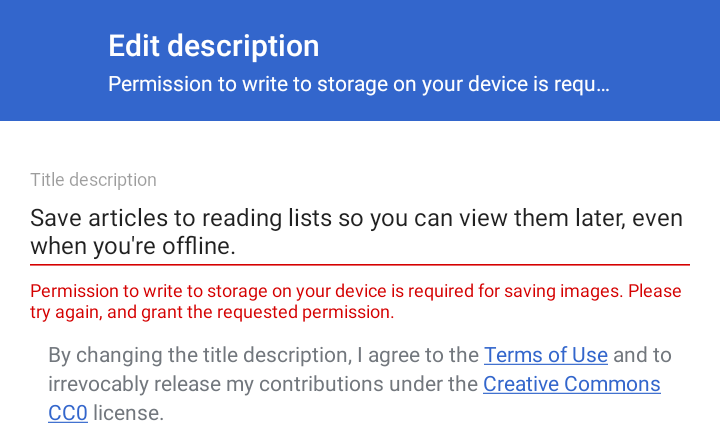 Edit description
Permission to write to storage on your device is requ...
Title description
Save articles to reading lists so you can view them later, even
when you're offline.
Permission to write to storage on your device is required for saving images. Please
try again, and grant the requested permission.
By changing the title description, I agree to the Terms of Use and to
irrevocably release my contributions under the Creative Commons
CC0 license.